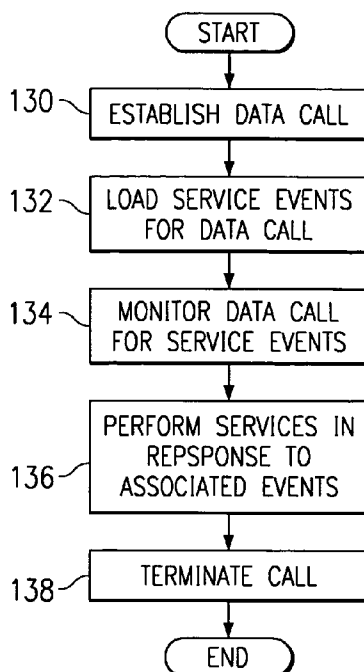 START
130
ESTABLISH DATA CALL
132
LOAD SERVICE EVENTS
FOR DATA CALL
134
MONITOR DATA CALL
FOR SERVICE EVENTS
136
PERFORM SERVICES IN
REPSPONSE TO
ASSOCIATED EVENTS
138
TERMINATE CALL
END